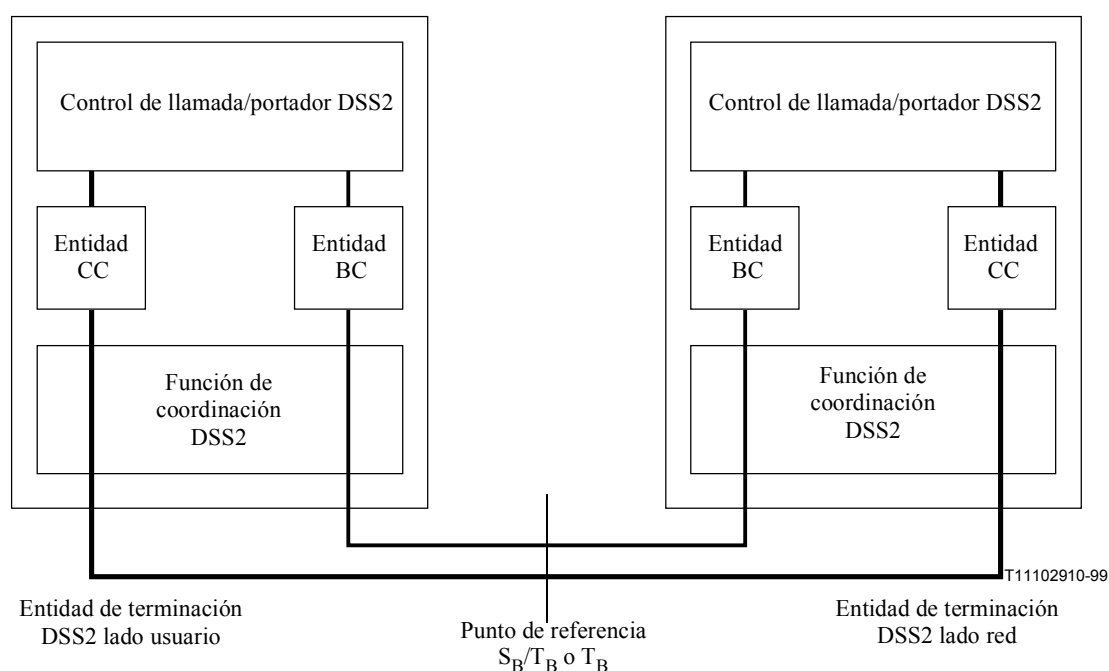 Control de llamada/portador DSS2
Control de llamada/portador DSS2
Entidad
CC
Entidad
BC
Entidad
BC
Entidad
CC
Función de
coordinación
DSS2
Función de
coordinación
DSS2
T11102910-99
Entidad de terminación
DSS2 lado usuario
Punto de referencia
S_B/T_B o T_B
Entidad de terminación
DSS2 lado red